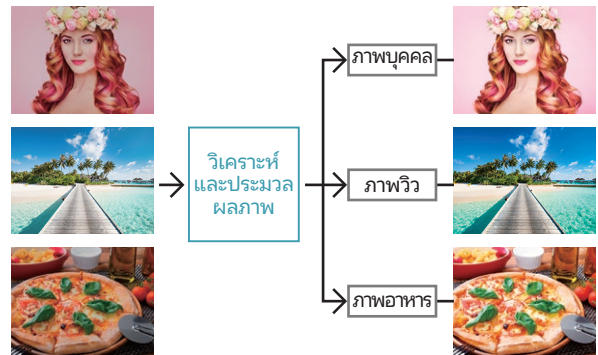 ภาพบุคคล
วิเคราะห์
และประมวล
ผลภาพ
ภาพวิว
ภาพอาหาร